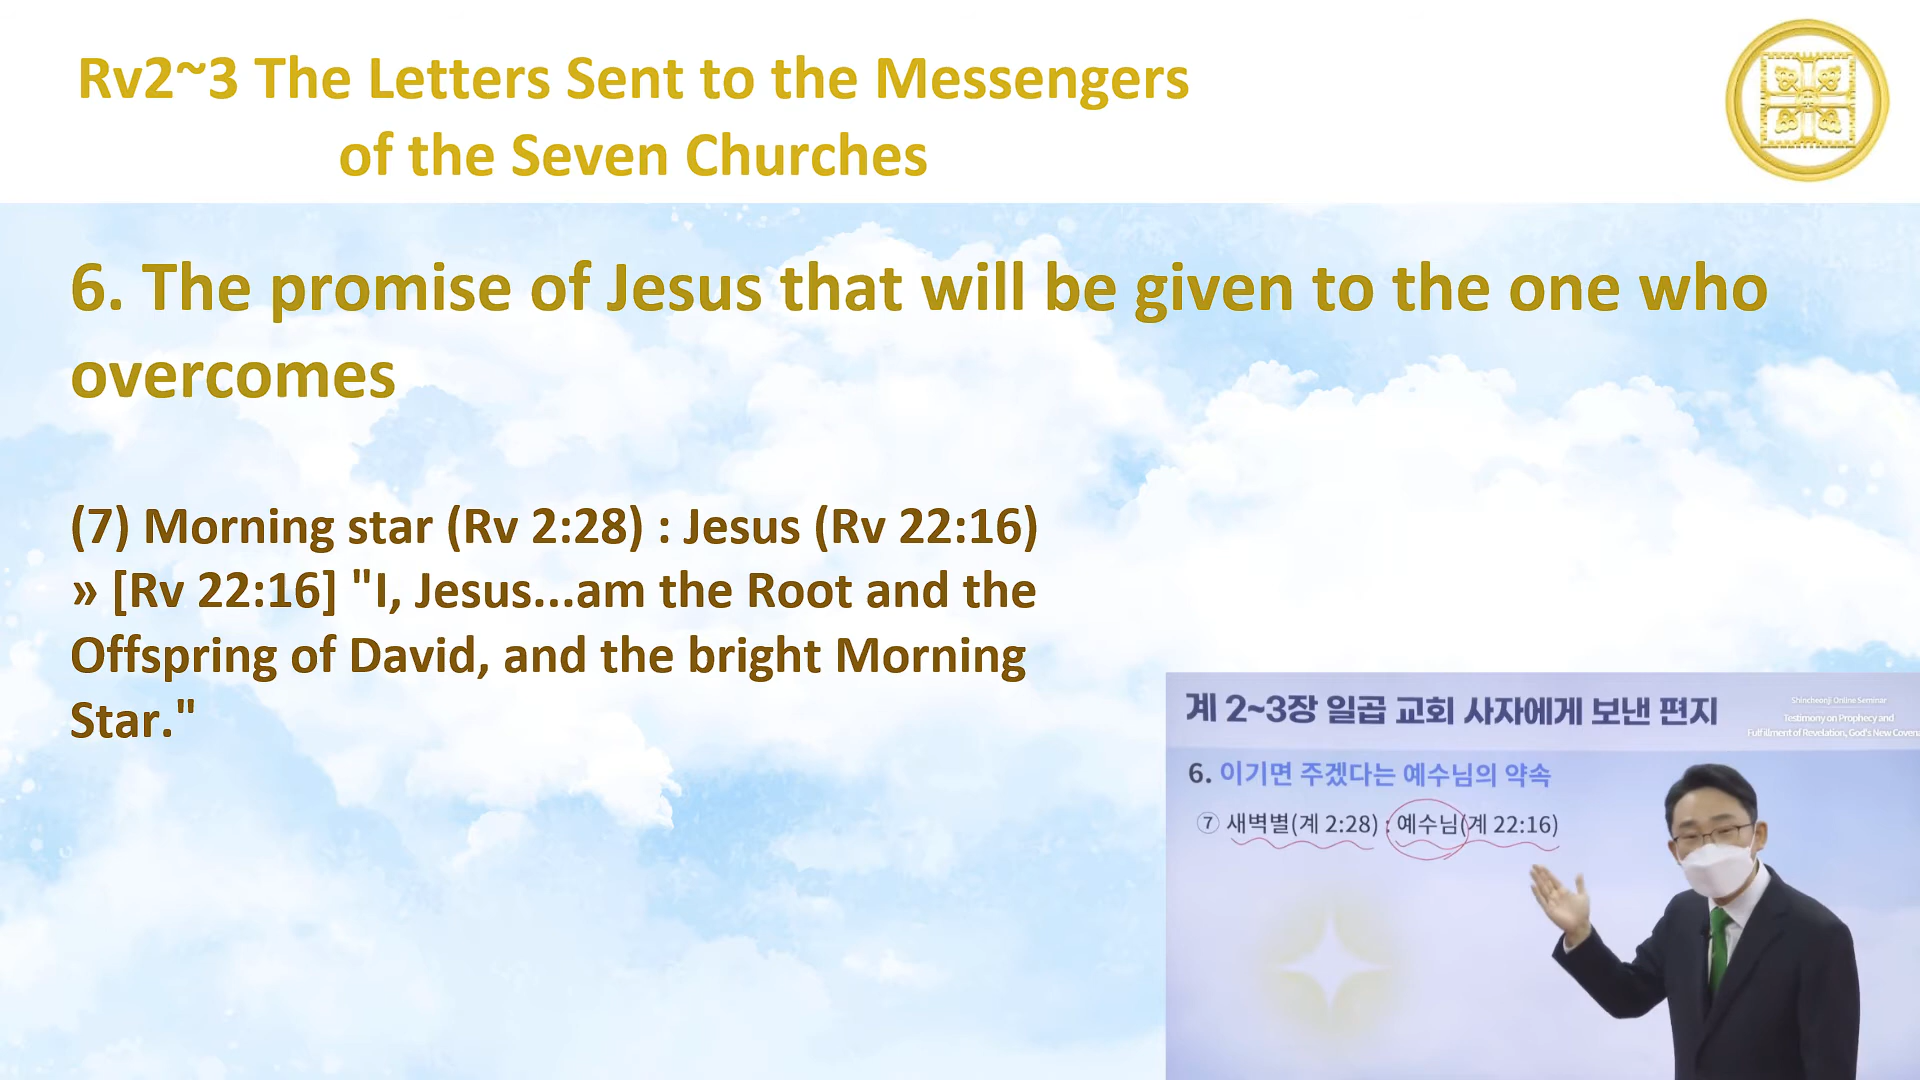 Rv2~3 The Letters Sent to the Messengers
of the Seven Churches
6. The promise of Jesus that will be given to the one who
overcomes
(7) Morning star (Rv 2:28) : Jesus (Rv 22:16)
» [Rv 22:16] "I, Jesus...am the Root and the
Offspring of David, and the bright Morning
Star."
계 2~3장 일곱 교회 사자에게 보낸 편지
Shincheonji Online Seminar
Testimony on Prophecy and
Fulfillment of Revelation, God's New
6. 이기면 주겠다는 예수님의 약속
⑦ 새벽별(계 2:28) : 예수님(계 22:16)